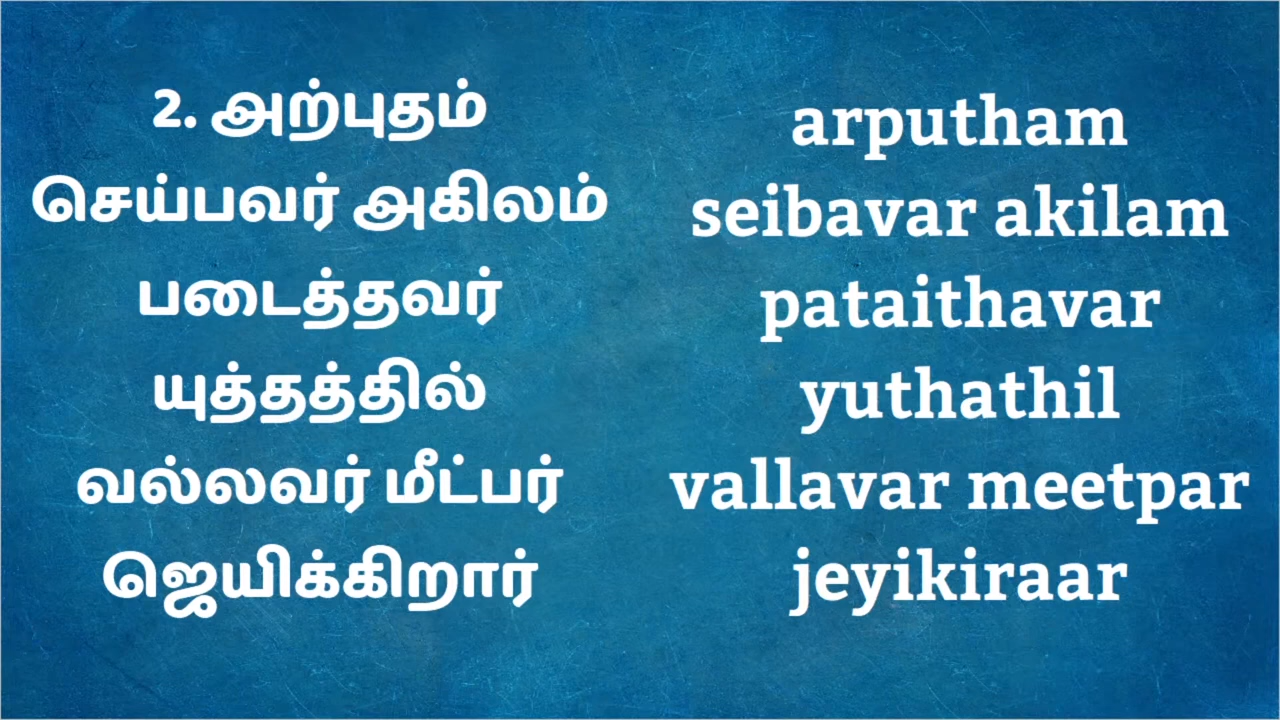 2. அற்புதம்
செய்பவர் அகிலம்
படைத்தவர்
யுத்தத்தில்
வல்லவர் மீட்பர்
ஜெயிக்கிறார்
arputham
seibavar akilam
pataithavar
yuthathil
vallavar meetpar
jeyikiraar